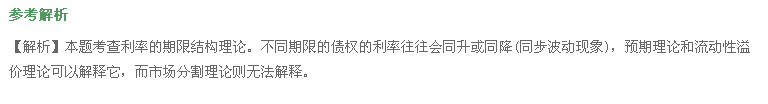 参考解析
【解析】本题考查利率的期限结构理论。不同期限的债权的利率往往会同升或同降(同步波动现象)，预期理论和流动性溢
价理论可以解释它，而市场分割理论则无法解释。